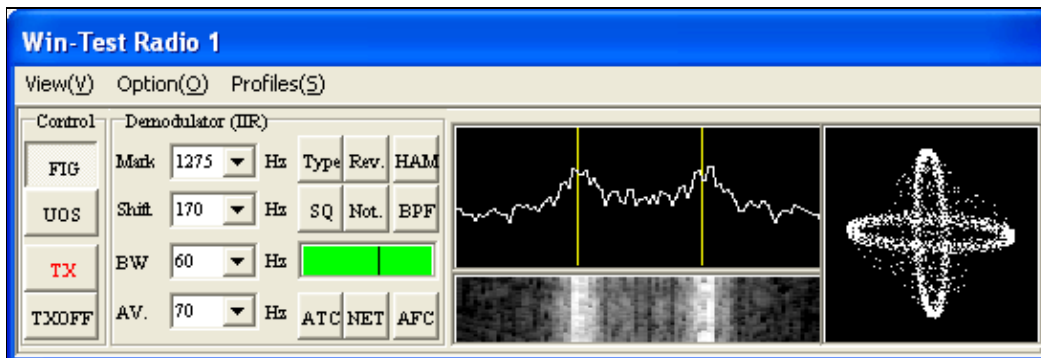 Win-Test Radio 1
View(V) Option(O) Profiles(S)
Control Demodulator (IIR)
FIG Mark 1275 Hz Type Rev. HAM
UOS Shift 170 Hz SQ Not. BPF
TX BW 60 Hz
TXOFF AV. 70 Hz ATC NET AFC